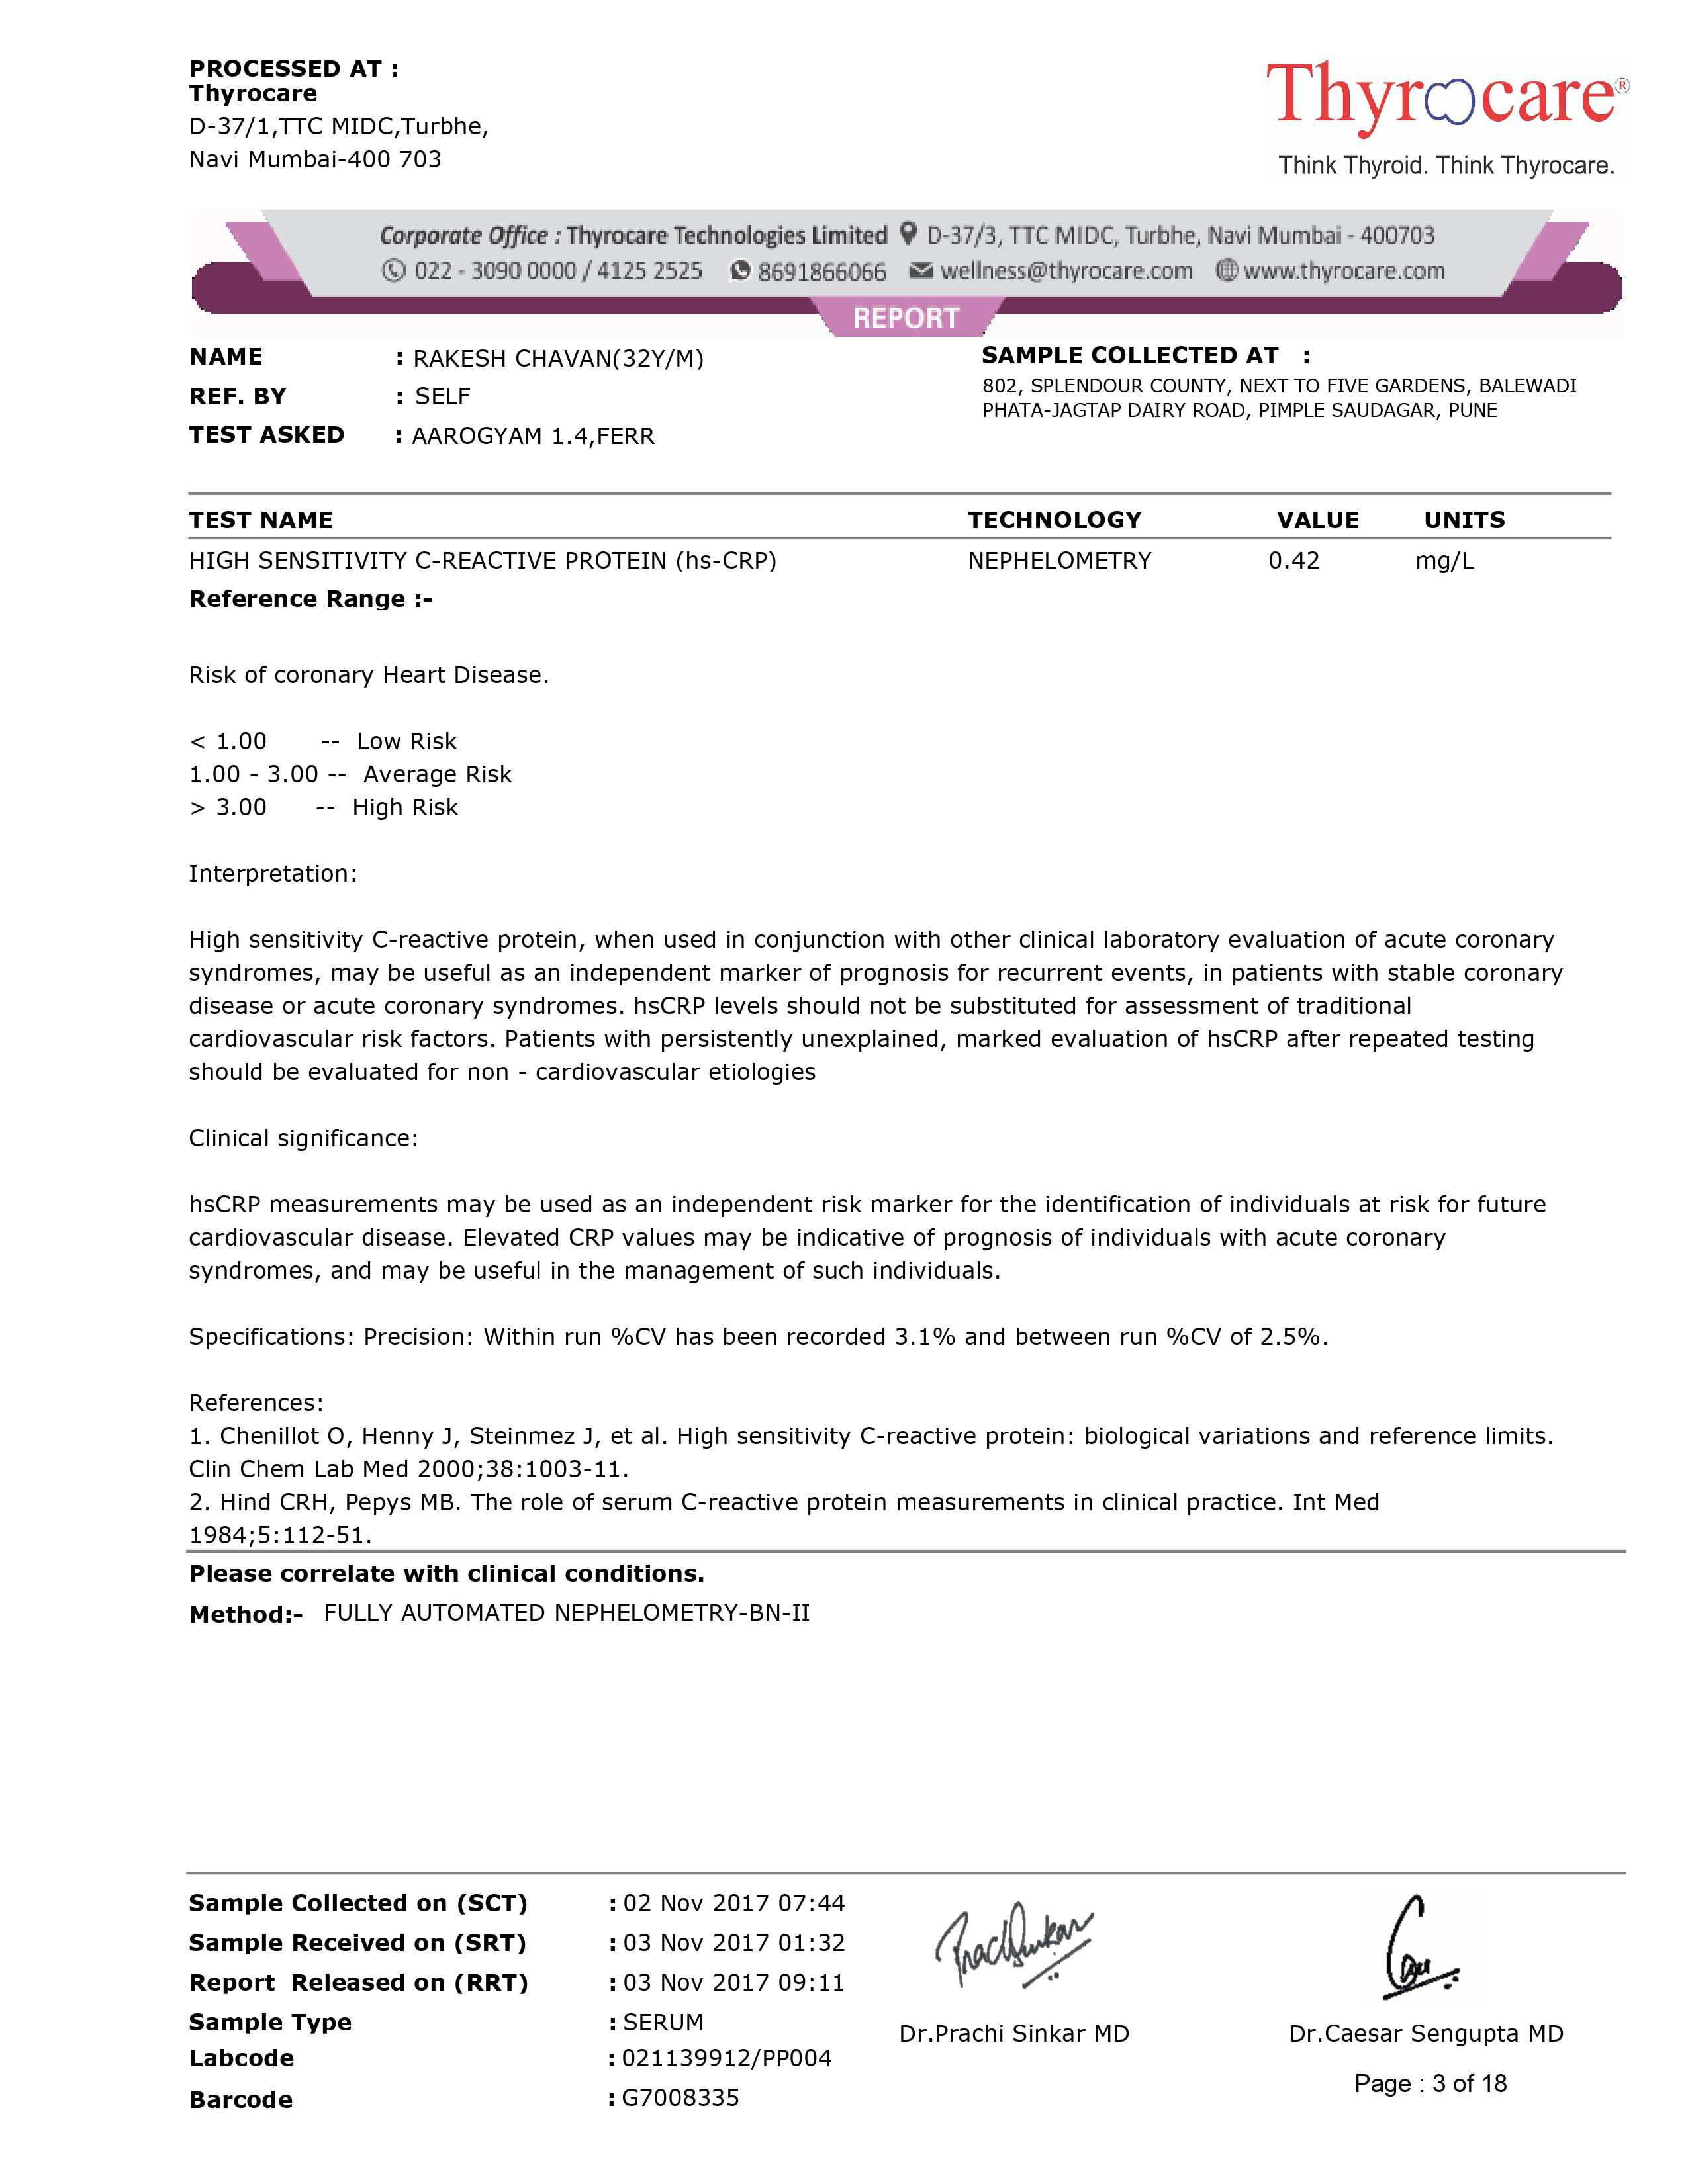 PROCESSED AT :
Thyrocare
D-37/1,TTC MIDC,Turbhe,
Navi Mumbai-400 703
Thyrocare®
Think Thyroid. Think Thyrocare.
Corporate Office : Thyrocare Technologies Limited D-37/3, TTC MIDC, Turbhe, Navi Mumbai - 400703
022 - 3090 0000 / 4125 2525 8691866066 wellness@thyrocare.com www.thyrocare.com
REPORT
NAME : RAKESH CHAVAN(32Y/M)
REF. BY : SELF
TEST ASKED : AAROGYAM 1.4,FERR
SAMPLE COLLECTED AT :
802, SPLENDOUR COUNTY, NEXT TO FIVE GARDENS, BALEWADI
PHATA-JAGTAP DAIRY ROAD, PIMPLE SAUDAGAR, PUNE
TEST NAME TECHNOLOGY VALUE UNITS
HIGH SENSITIVITY C-REACTIVE PROTEIN (hs-CRP) NEPHELOMETRY 0.42 mg/L
Reference Range :-
Risk of coronary Heart Disease.
< 1.00 -- Low Risk
1.00 - 3.00 -- Average Risk
> 3.00 -- High Risk
Interpretation:
High sensitivity C-reactive protein, when used in conjunction with other clinical laboratory evaluation of acute coronary
syndromes, may be useful as an independent marker of prognosis for recurrent events, in patients with stable coronary
disease or acute coronary syndromes. hsCRP levels should not be substituted for assessment of traditional
cardiovascular risk factors. Patients with persistently unexplained, marked evaluation of hsCRP after repeated testing
should be evaluated for non - cardiovascular etiologies
Clinical significance:
hsCRP measurements may be used as an independent risk marker for the identification of individuals at risk for future
cardiovascular disease. Elevated CRP values may be indicative of prognosis of individuals with acute coronary
syndromes, and may be useful in the management of such individuals.
Specifications: Precision: Within run %CV has been recorded 3.1% and between run %CV of 2.5%.
References:
1. Chenillot O, Henny J, Steinmez J, et al. High sensitivity C-reactive protein: biological variations and reference limits.
Clin Chem Lab Med 2000;38:1003-11.
2. Hind CRH, Pepys MB. The role of serum C-reactive protein measurements in clinical practice. Int Med
1984;5:112-51.
Please correlate with clinical conditions.
Method:- FULLY AUTOMATED NEPHELOMETRY-BN-II
Sample Collected on (SCT) : 02 Nov 2017 07:44
Sample Received on (SRT) : 03 Nov 2017 01:32
Report Released on (RRT) : 03 Nov 2017 09:11
Sample Type : SERUM
Labcode : 021139912/PP004
Barcode : G7008335
Dr.Prachi Sinkar MD
Dr.Caesar Sengupta MD
Page : 3 of 18